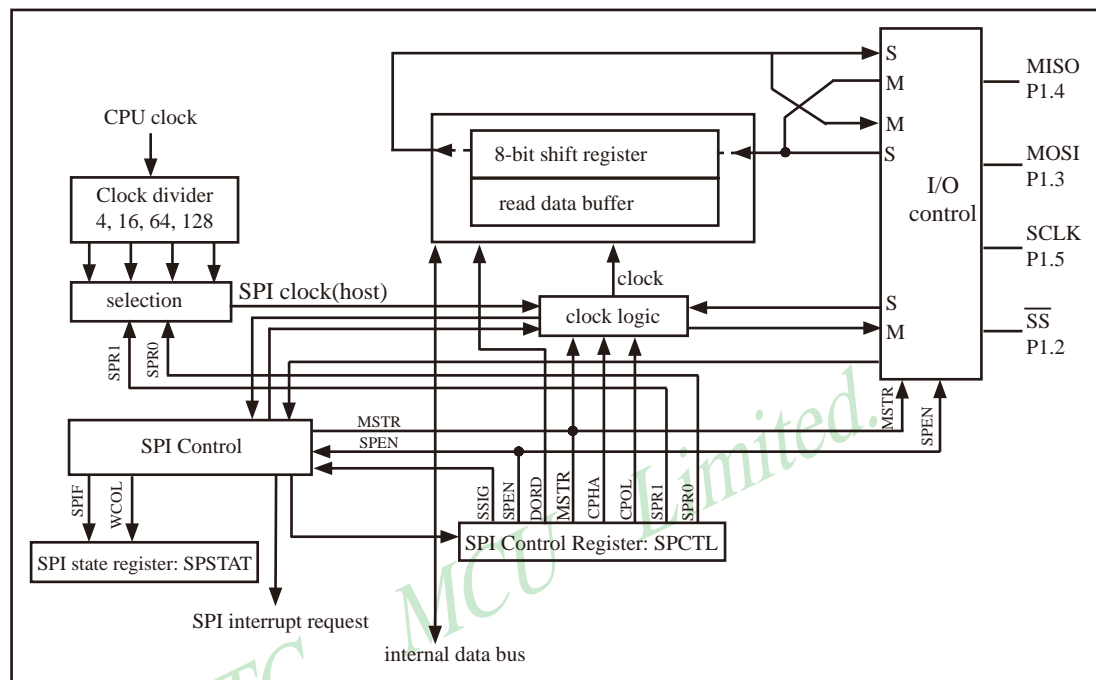 CPU clock
Clock divider
4, 16, 64, 128
selection
SPI clock(host)
SPR1
SPR0
8-bit shift register
read data buffer
clock
clock logic
S
M
M
S
S
M
I/O
control
MISO
P1.4
MOSI
P1.3
SCLK
P1.5
SS
P1.2
MSTR
SPEN
SPI Control
MSTR
SPEN
SPIF
WCOL
SSIG
SPEN
DORD
MSTR
CPHA
CPOL
SPR1
SPR0
SPI state register: SPSTAT
SPI Control Register: SPCTL
SPI interrupt request
internal data bus
TC MCU Limited.